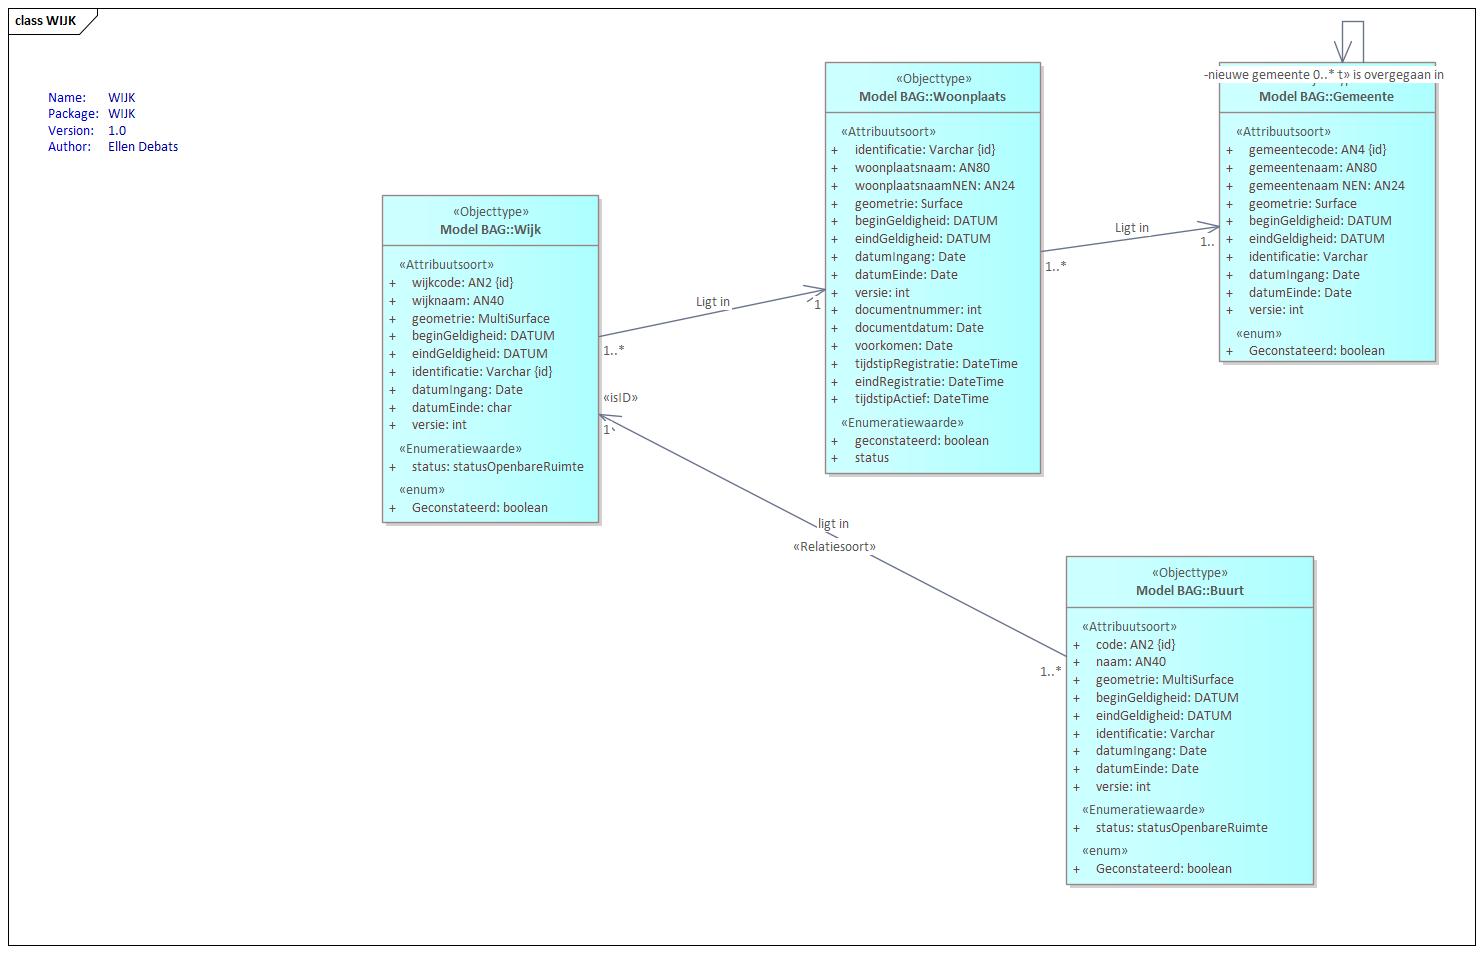 class WIJK
Name: WIJK
Package: WIJK
Version: 1.0
Author: Ellen Debats
«Objecttype»
Model BAG::Wijk
«Attribuutsoort»
+ wijkcode: AN2 {id}
+ wijknaam: AN40
+ geometrie: MultiSurface
+ beginGeldigheid: DATUM
+ eindGeldigheid: DATUM
+ identificatie: Varchar {id}
+ datumIngang: Date
+ datumEinde: char
+ versie: int
«Enumeratiewaarde»
+ status: statusOpenbareRuimte
«enum»
+ Geconstateerd: boolean
Ligt in
1..*
1
«isID»
1
«Objecttype»
Model BAG::Woonplaats
«Attribuutsoort»
+ identificatie: Varchar {id}
+ woonplaatsnaam: AN80
+ woonplaatsnaamNEN: AN24
+ geometrie: Surface
+ beginGeldigheid: DATUM
+ eindGeldigheid: DATUM
+ datumIngang: Date
+ datumEinde: Date
+ versie: int
+ documentnummer: int
+ documentdatum: Date
+ voorkomen: Date
+ tijdstipRegistratie: DateTime
+ eindRegistratie: DateTime
+ tijdstipActief: DateTime
«Enumeratiewaarde»
+ geconstateerd: boolean
+ status
Ligt in
1..*
1..
-nieuwe gemeente 0..* t» is overgegaan in
Model BAG::Gemeente
«Attribuutsoort»
+ gemeentecode: AN4 {id}
+ gemeentenaam: AN80
+ gemeentenaam NEN: AN24
+ geometrie: Surface
+ beginGeldigheid: DATUM
+ eindGeldigheid: DATUM
+ identificatie: Varchar
+ datumIngang: Date
+ datumEinde: Date
+ versie: int
«enum»
+ Geconstateerd: boolean
ligt in
«Relatiesoort»
1..*
«Objecttype»
Model BAG::Buurt
«Attribuutsoort»
+ code: AN2 {id}
+ naam: AN40
+ geometrie: MultiSurface
+ beginGeldigheid: DATUM
+ eindGeldigheid: DATUM
+ identificatie: Varchar
+ datumIngang: Date
+ datumEinde: Date
+ versie: int
«Enumeratiewaarde»
+ status: statusOpenbareRuimte
«enum»
+ Geconstateerd: boolean